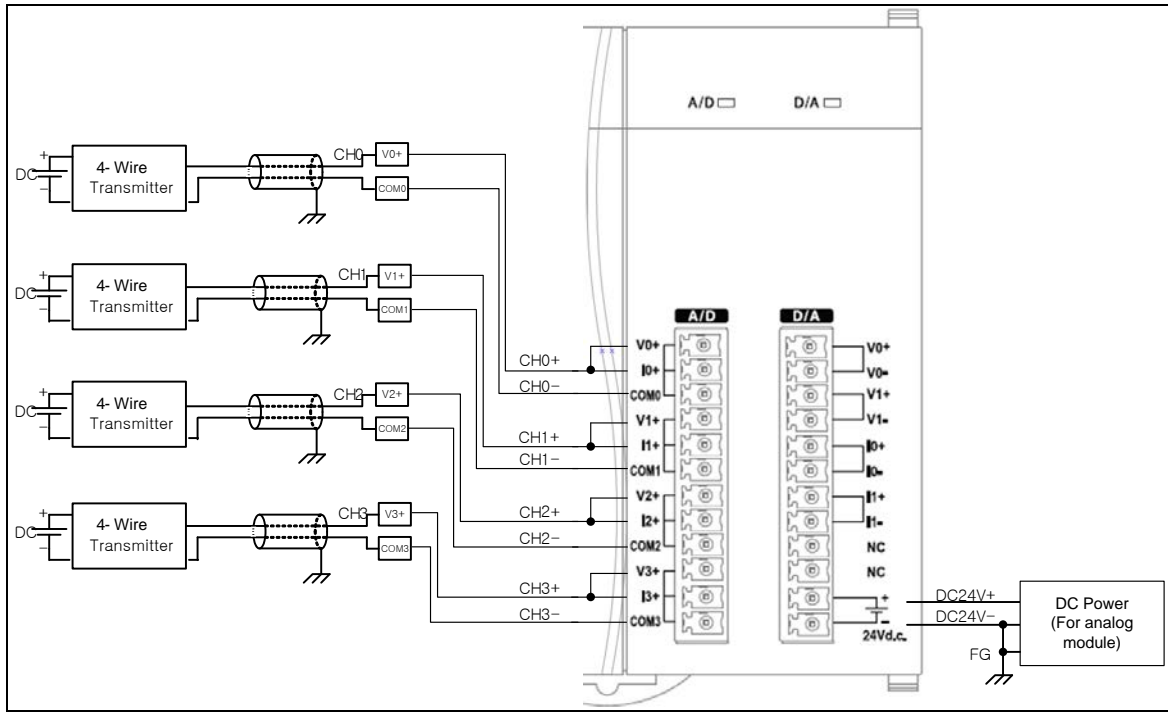 A/D
D/A
DC
+
−
4- Wire
Transmitter
CH0
V0+
COM0
DC
+
−
4- Wire
Transmitter
CH1
V1+
COM1
DC
+
−
4- Wire
Transmitter
CH2
V2+
COM2
DC
+
−
4- Wire
Transmitter
CH3
V3+
COM3
CH0+
CH0−
CH1+
CH1−
CH2+
CH2−
CH3+
CH3−
A/D
V0+
I0+
COM0
V1+
I1+
COM1
V2+
I2+
COM2
V3+
I3+
COM3
D/A
V0+
V0-
V1+
V1-
I0+
I0-
I1+
I1-
NC
NC
+
−
24Vd.c.
DC24V+
DC24V−
FG
DC Power
(For analog
module)